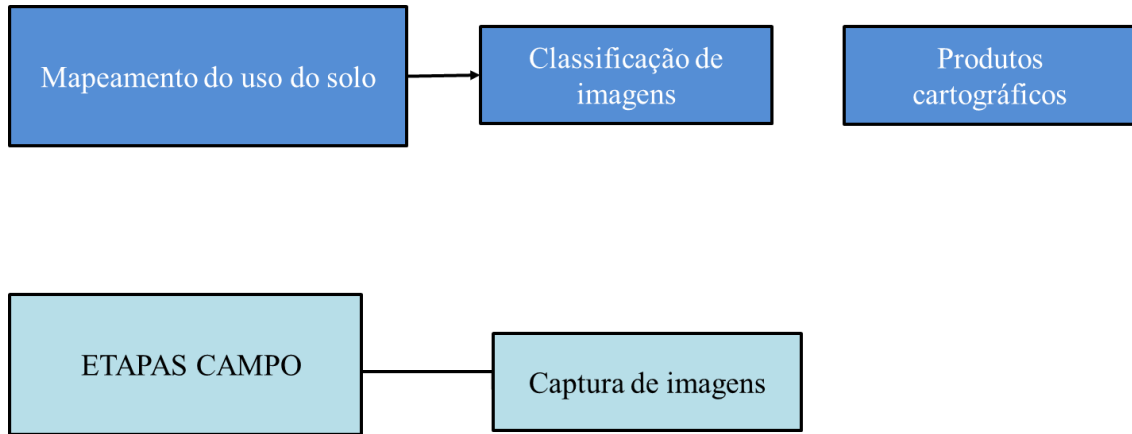 Mapeamento do uso do solo
Classificação de
imagens
Produtos
cartográficos
ETAPAS CAMPO
Captura de imagens